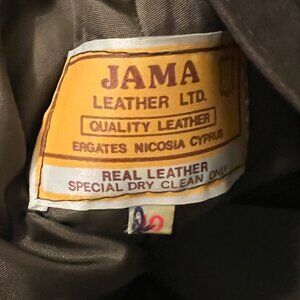 JAMA
LEATHER LTD.
QUALITY LEATHER
ERGATES NICOSIA CYPRUS
REAL LEATHER
SPECIAL DRY CLEAN ONLY